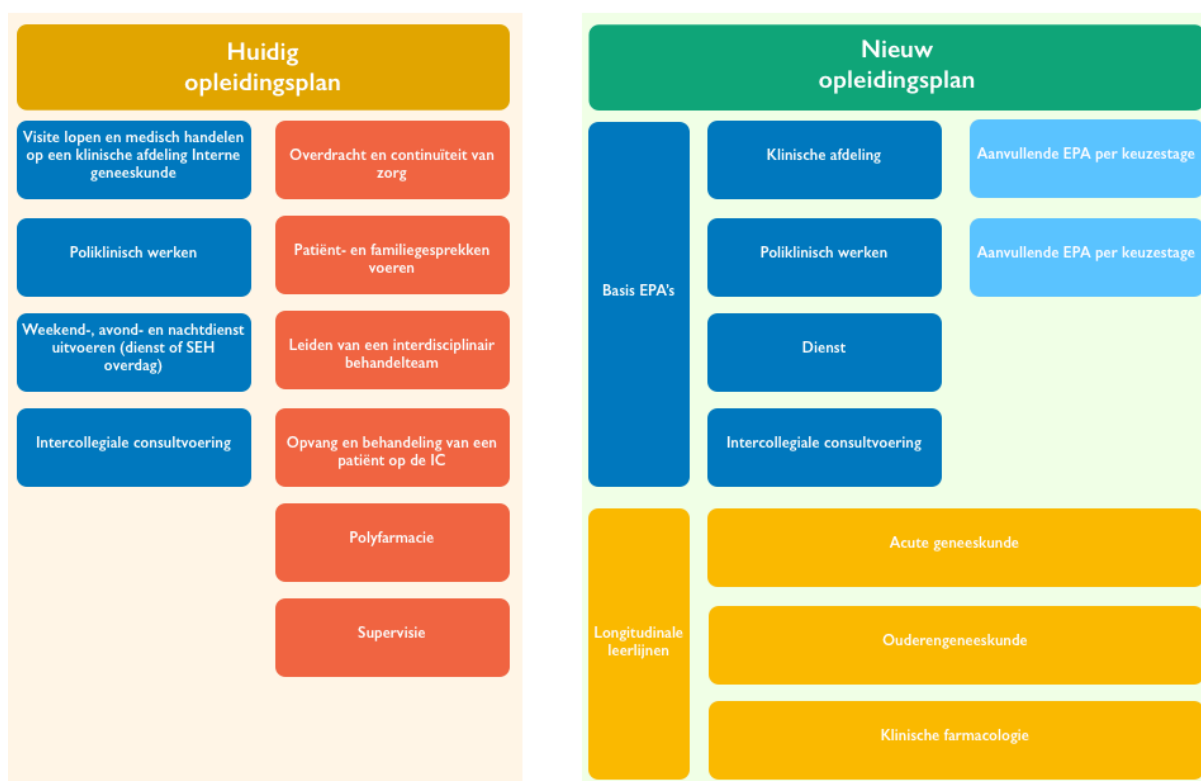 Huidig
opleidingsplan
Visite lopen en medisch handelen
op een klinische afdeling Interne
geneeskunde
Overdracht en continuïteit van
zorg
Poliklinisch werken
Patiënt- en familiegesprekken
voeren
Weekend-, avond- en nachtdienst
uitvoeren (dienst of SEH
overdag)
Leiden van een interdisciplinair
behandelteam
Intercollegiale consultvoering
Opvang en behandeling van een
patiënt op de IC
Polyfarmacie
Supervisie
Nieuw
opleidingsplan
Basis EPA's
Klinische afdeling
Aanvullende EPA per keuzestage
Poliklinisch werken
Aanvullende EPA per keuzestage
Dienst
Intercollegiale consultvoering
Longitudinale
leerlijnen
Acute geneeskunde
Ouderengeneeskunde
Klinische farmacologie